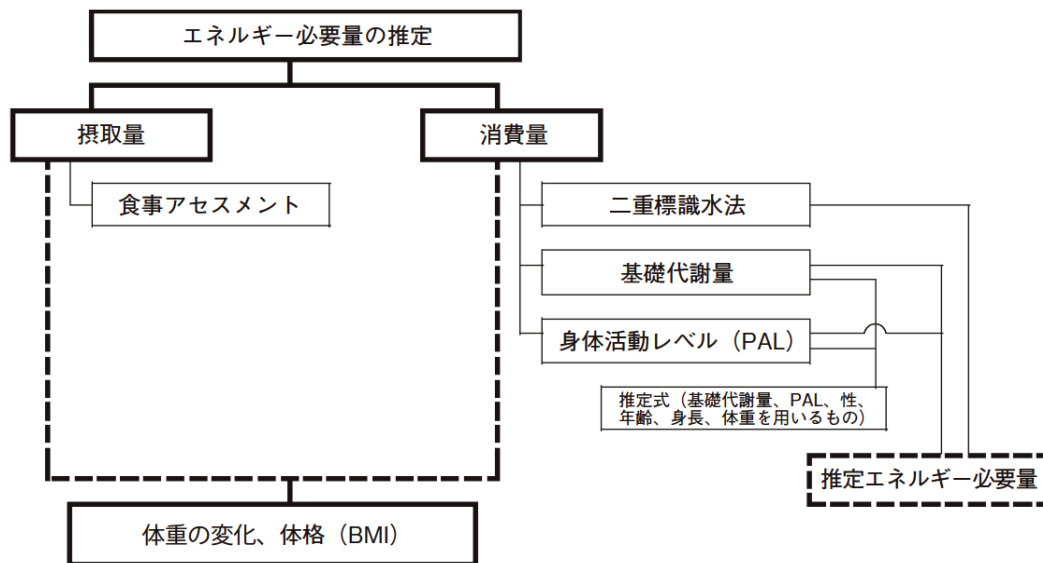 エネルギー必要量の推定
摂取量
消費量
食事アセスメント
二重標識水法
基礎代謝量
身体活動レベル（PAL）
推定式（基礎代謝量、PAL、性、
年齢、身長、体重を用いるもの）
推定エネルギー必要量
体重の変化、体格（BMI）